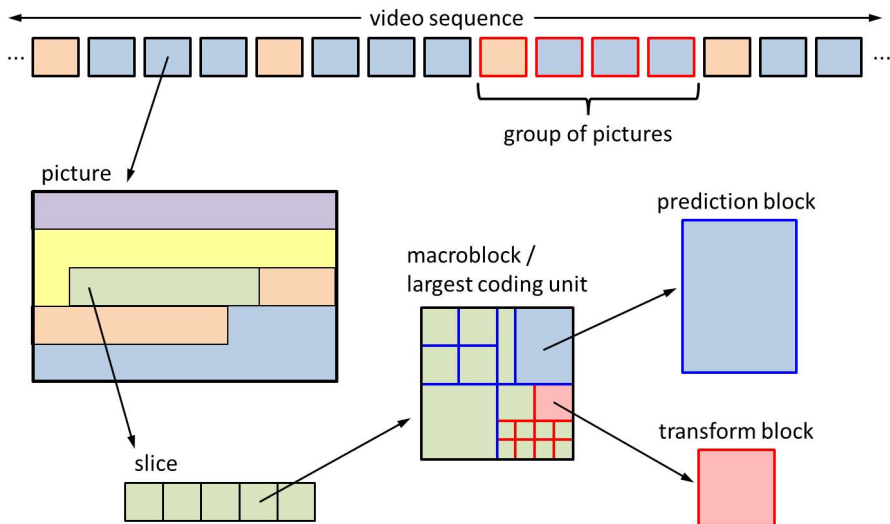 video sequence
... ...
group of pictures
picture
prediction block
macroblock /
largest coding unit
slice
transform block